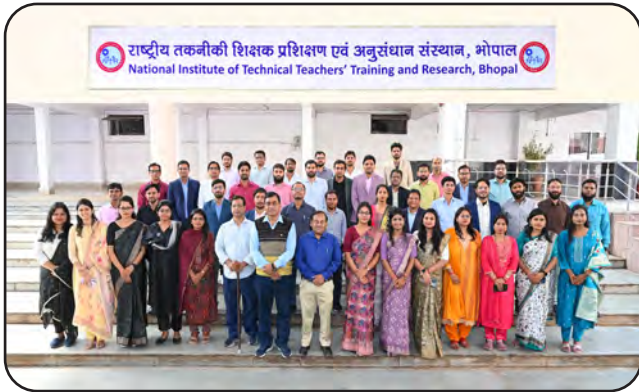 राष्ट्रीय तकनीकी शिक्षक प्रशिक्षण एवं अनुसंधान संस्थान, भोपाल
National Institute of Technical Teachers' Training and Research, Bhopal